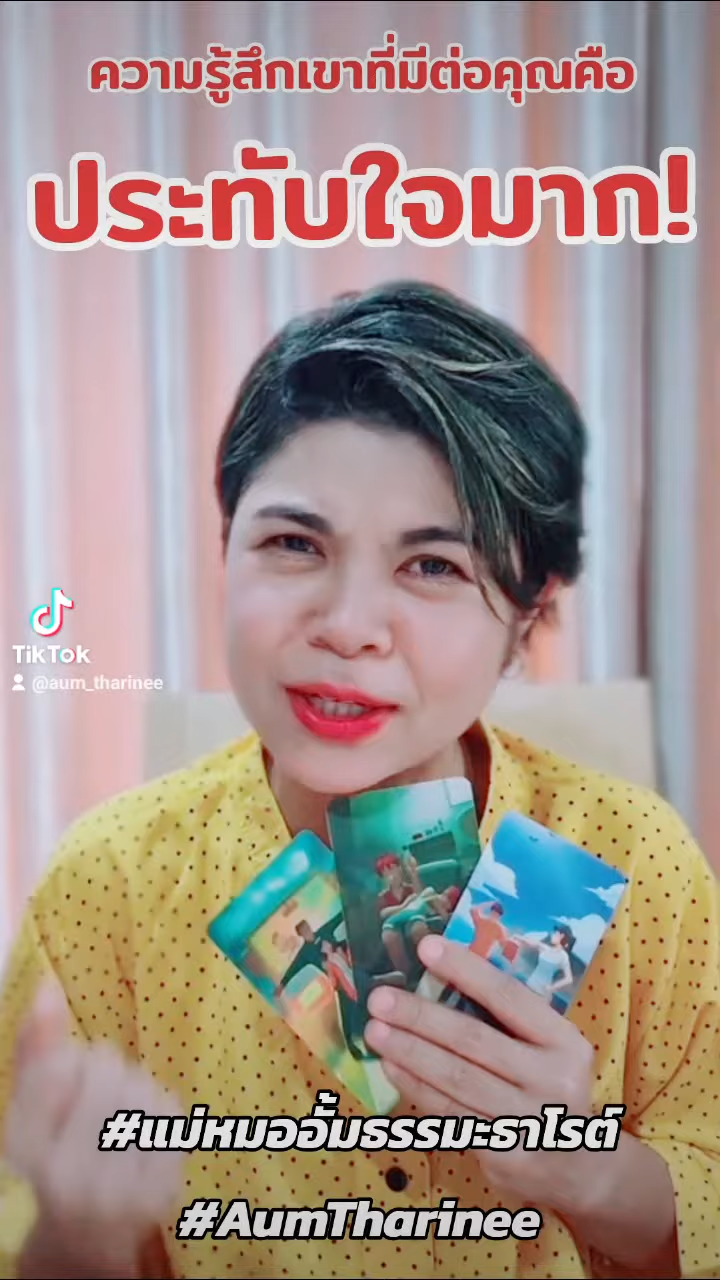 ความรู้สึกเขาที่มีต่อคุณคือ
ประทับใจมาก!
TikTok
@aum_tharinee
#แม่หมออั้มธรรมะธาโรต์
#AumTharinee